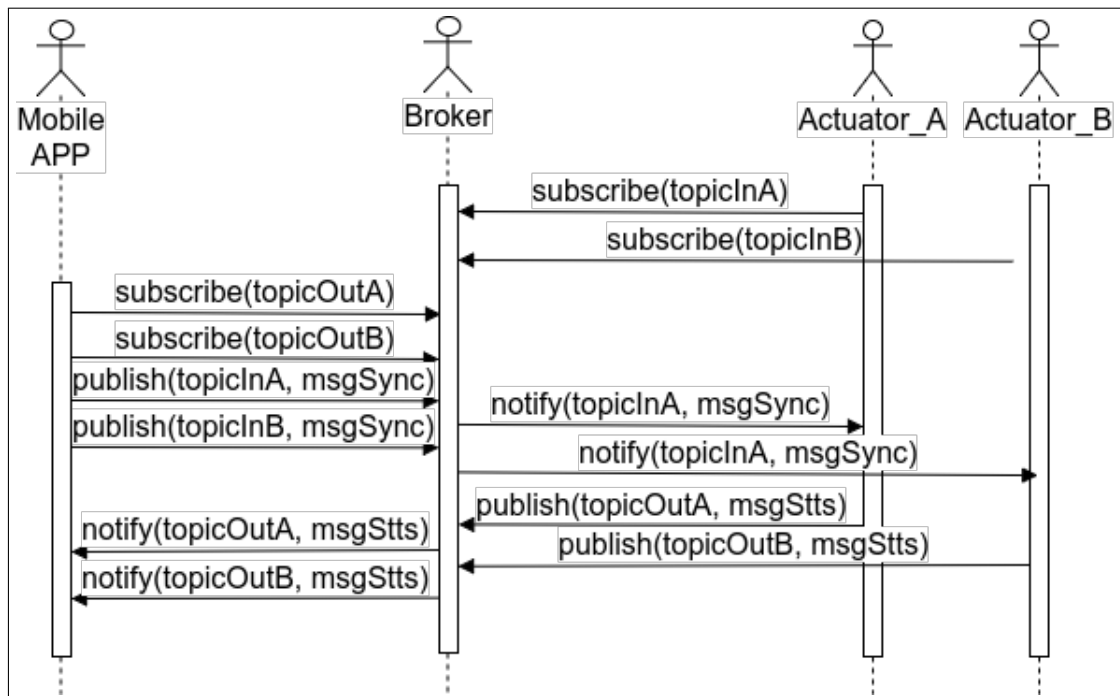 Mobile
APP
Broker
Actuator_A
Actuator_B
subscribe(topicInA)
subscribe(topicInB)
subscribe(topicOutA)
subscribe(topicOutB)
publish(topicInA, msgSync)
notify(topicInA, msgSync)
publish(topicInB, msgSync)
notify(topicInA, msgSync)
publish(topicOutA, msgStts)
notify(topicOutA, msgStts)
publish(topicOutB, msgStts)
notify(topicOutB, msgStts)